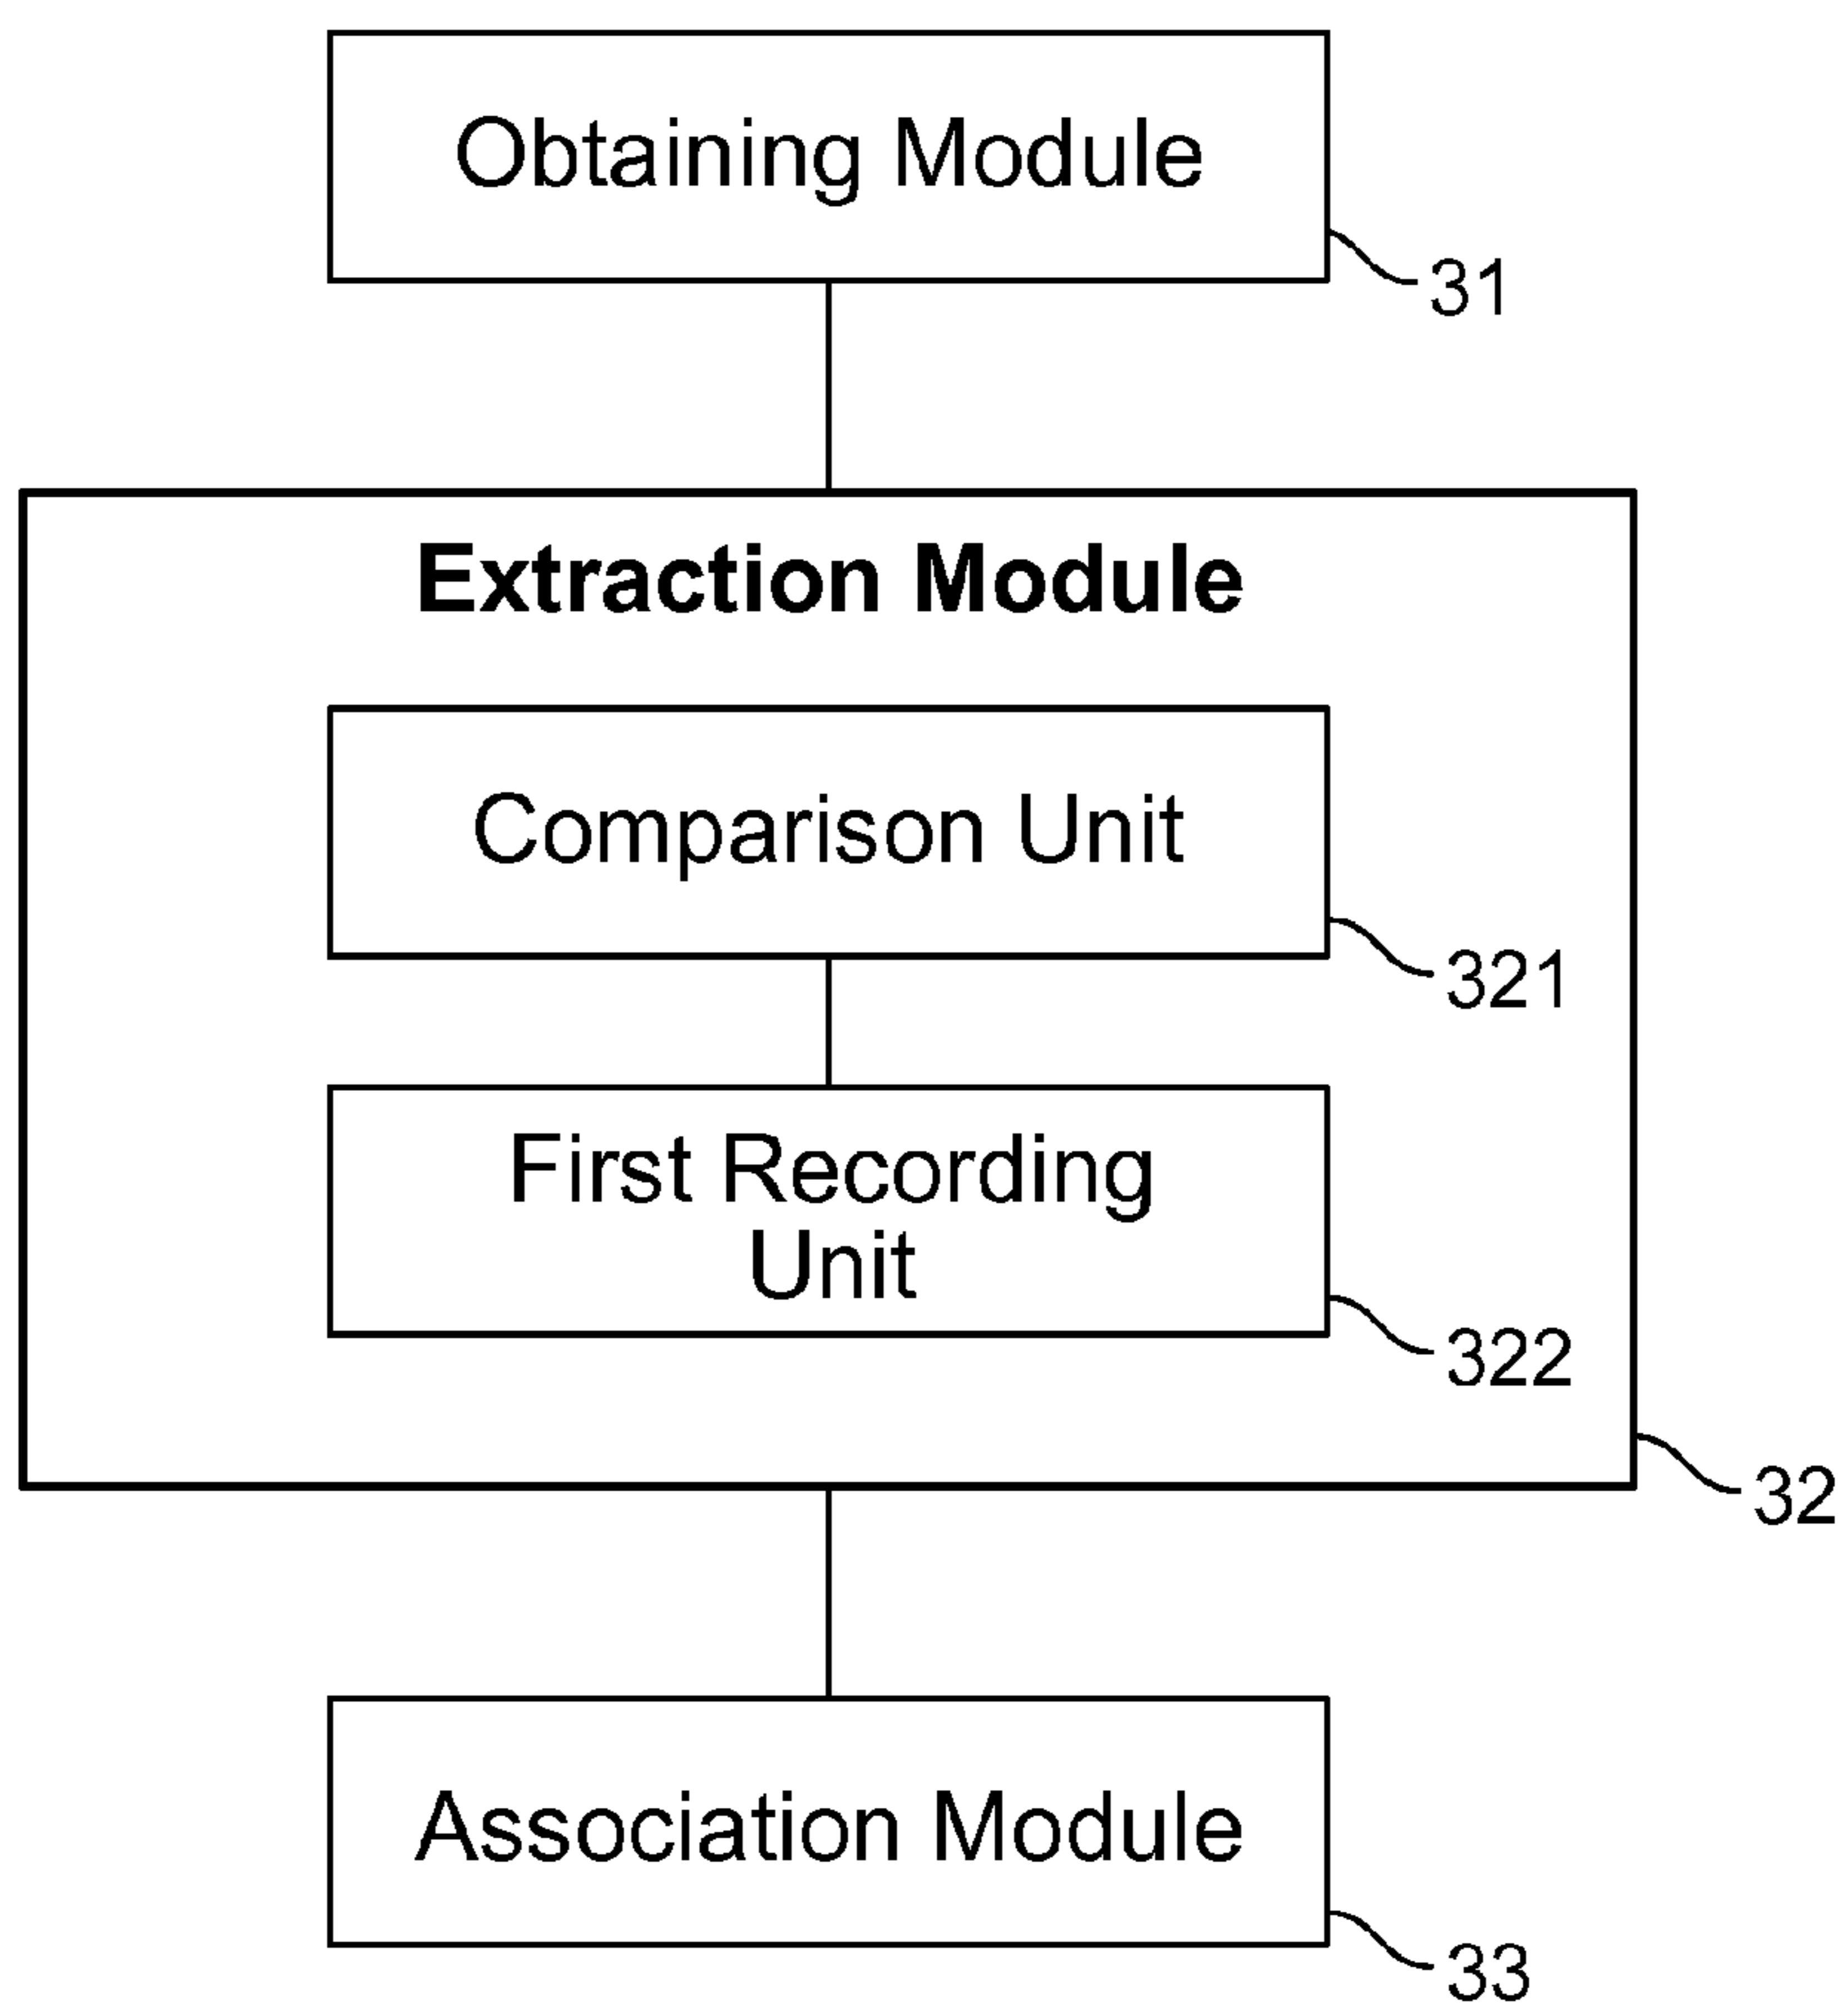 Obtaining Module
31
Extraction Module
Comparison Unit
321
First Recording
Unit
322
32
Association Module
33